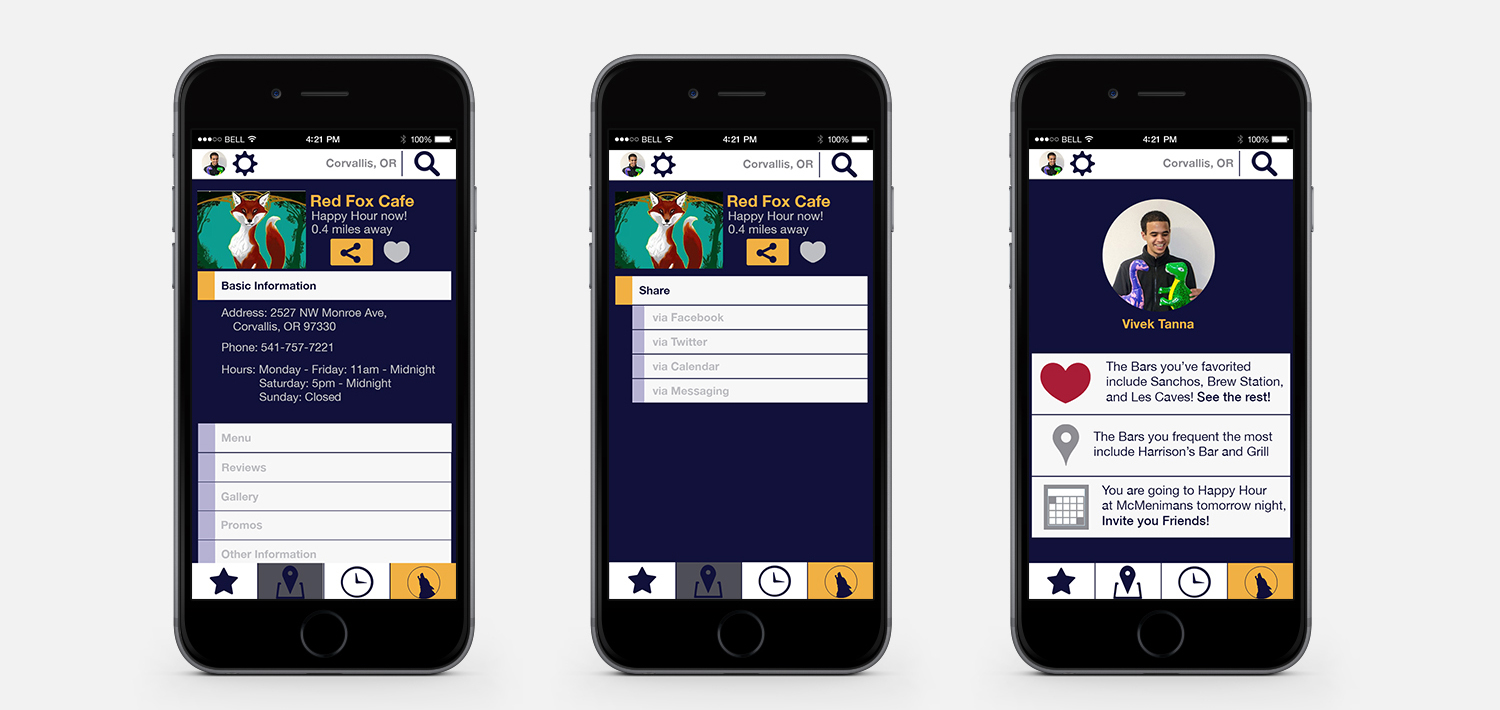 BELL
4:21 PM
100%
Corvallis, OR
Red Fox Cafe
Happy Hour now!
0.4 miles away
Basic Information
Address: 2527 NW Monroe Ave,
Corvallis, OR 97330
Phone: 541-757-7221
Hours: Monday - Friday: 11am - Midnight
Saturday: 5pm - Midnight
Sunday: Closed
Menu
Reviews
Gallery
Promos
Other Information
BELL
4:21 PM
100%
Corvallis, OR
Red Fox Cafe
Happy Hour now!
0.4 miles away
Share
via Facebook
via Twitter
via Calendar
via Messaging
BELL
4:21 PM
100%
Corvallis, OR
Vivek Tanna
The Bars you've favorited
include Sanchos, Brew Station,
and Les Caves! See the rest!
The Bars you frequent the most
include Harrison's Bar and Grill
You are going to Happy Hour
at McMenimans tomorrow night,
Invite you Friends!